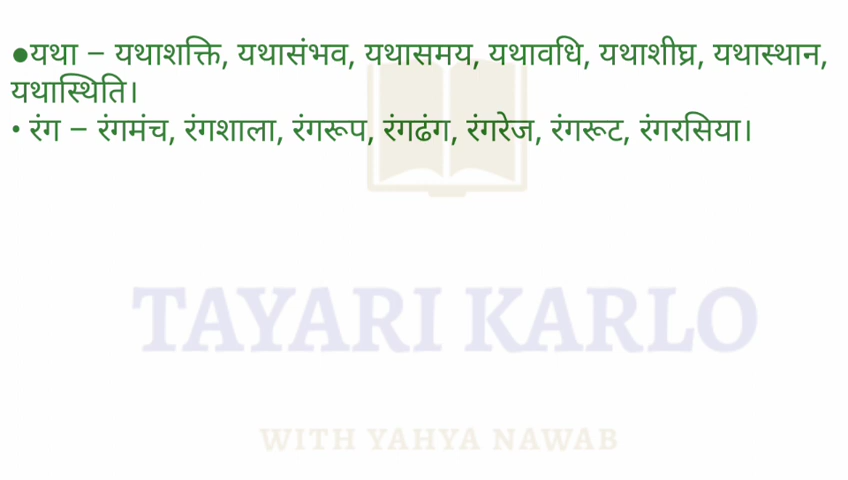 ●यथा – यथाशक्ति, यथासंभव, यथासमय, यथावधि, यथाशीघ्र, यथास्थान,
यथास्थिति।
• रंग – रंगमंच, रंगशाला, रंगरूप, रंगढंग, रंगरेज, रंगरूट, रंगरसिया।
TAYARI KARLO
WITH YAHYA NAWAB